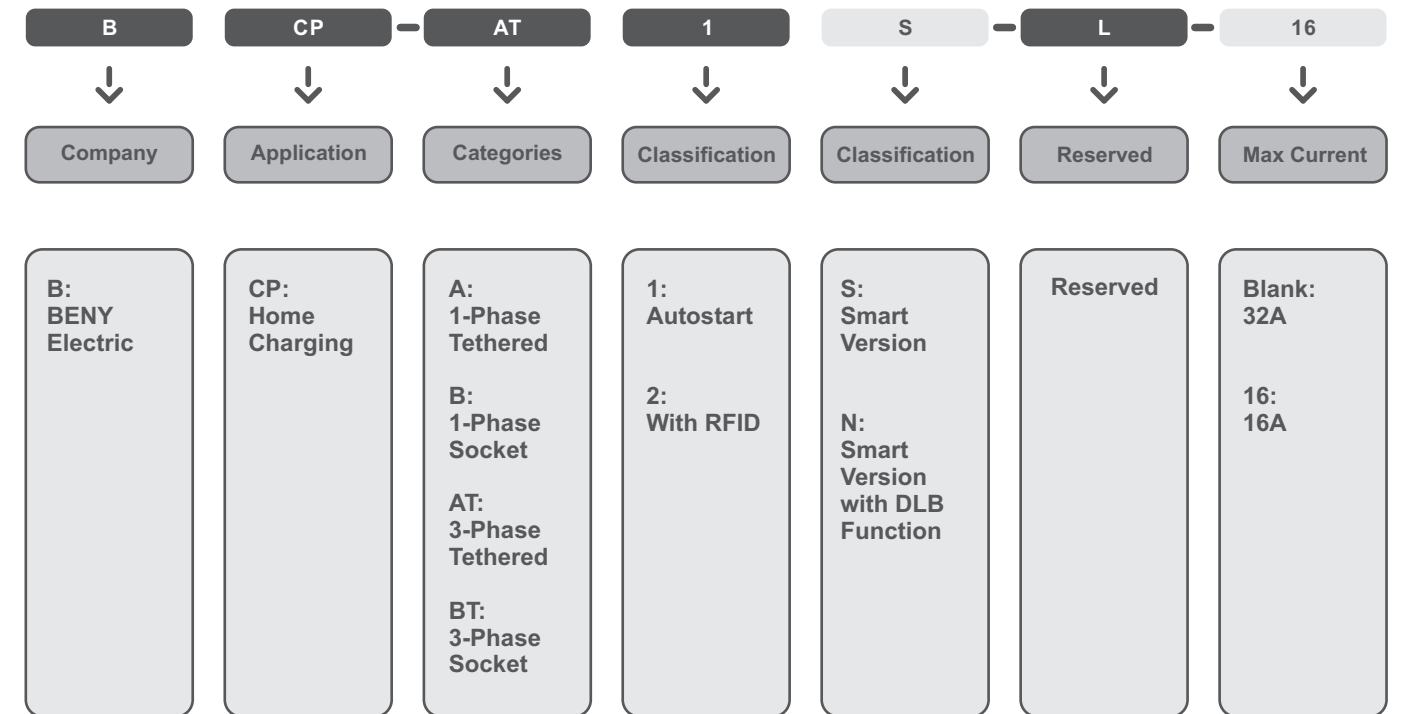 B CP - AT 1 S - L - 16
Company Application Categories Classification Classification Reserved Max Current
B:
BENY
Electric
CP:
Home
Charging
A:
1-Phase
Tethered
B:
1-Phase
Socket
AT:
3-Phase
Tethered
BT:
3-Phase
Socket
1:
Autostart
2:
With RFID
S:
Smart
Version
N:
Smart
Version
with DLB
Function
Reserved
Blank:
32A
16:
16A